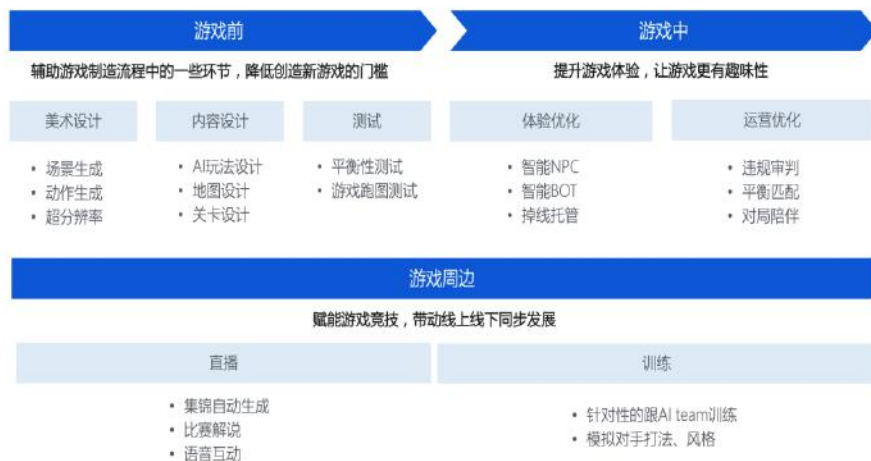 游戏前
游戏中
辅助游戏制造流程中的一些环节，降低创造新游戏的门槛
提升游戏体验，让游戏更有趣味性
美术设计
内容设计
测试
体验优化
运营优化
• 场景生成
• 动作生成
• 超分辨率
• AI玩法设计
• 地图设计
• 关卡设计
• 平衡性测试
• 游戏跑图测试
• 智能NPC
• 智能BOT
• 掉线托管
• 违规审判
• 平衡匹配
• 对局陪伴
游戏周边
赋能游戏竞技，带动线上线下同步发展
直播
训练
• 集锦自动生成
• 比赛解说
• 语音互动
• 针对性的跟AI team训练
• 模拟对手打法、风格